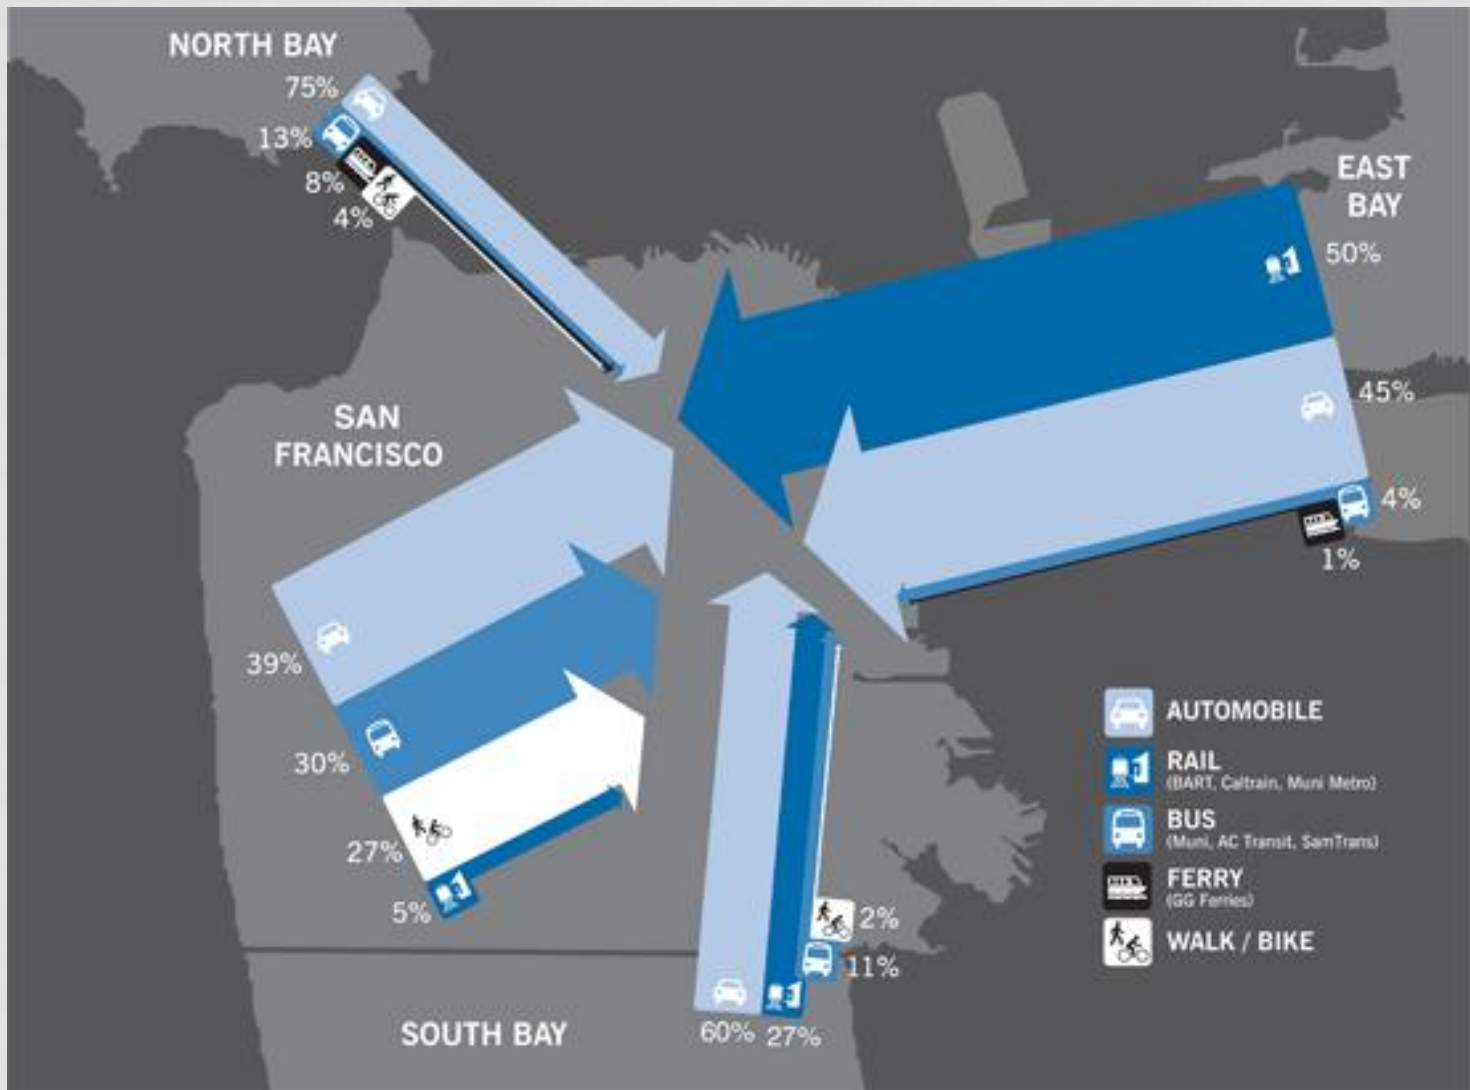 NORTH BAY
75%
13%
8%
4%
EAST
BAY
50%
45%
4%
1%
SAN
FRANCISCO
39%
30%
27%
5%
2%
11%
60% 27%
SOUTH BAY
AUTOMOBILE
RAIL
(BART, Caltrain, Muni Metro)
BUS
(Muni, AC Transit, SamTrans)
FERRY
(GG Ferries)
WALK / BIKE